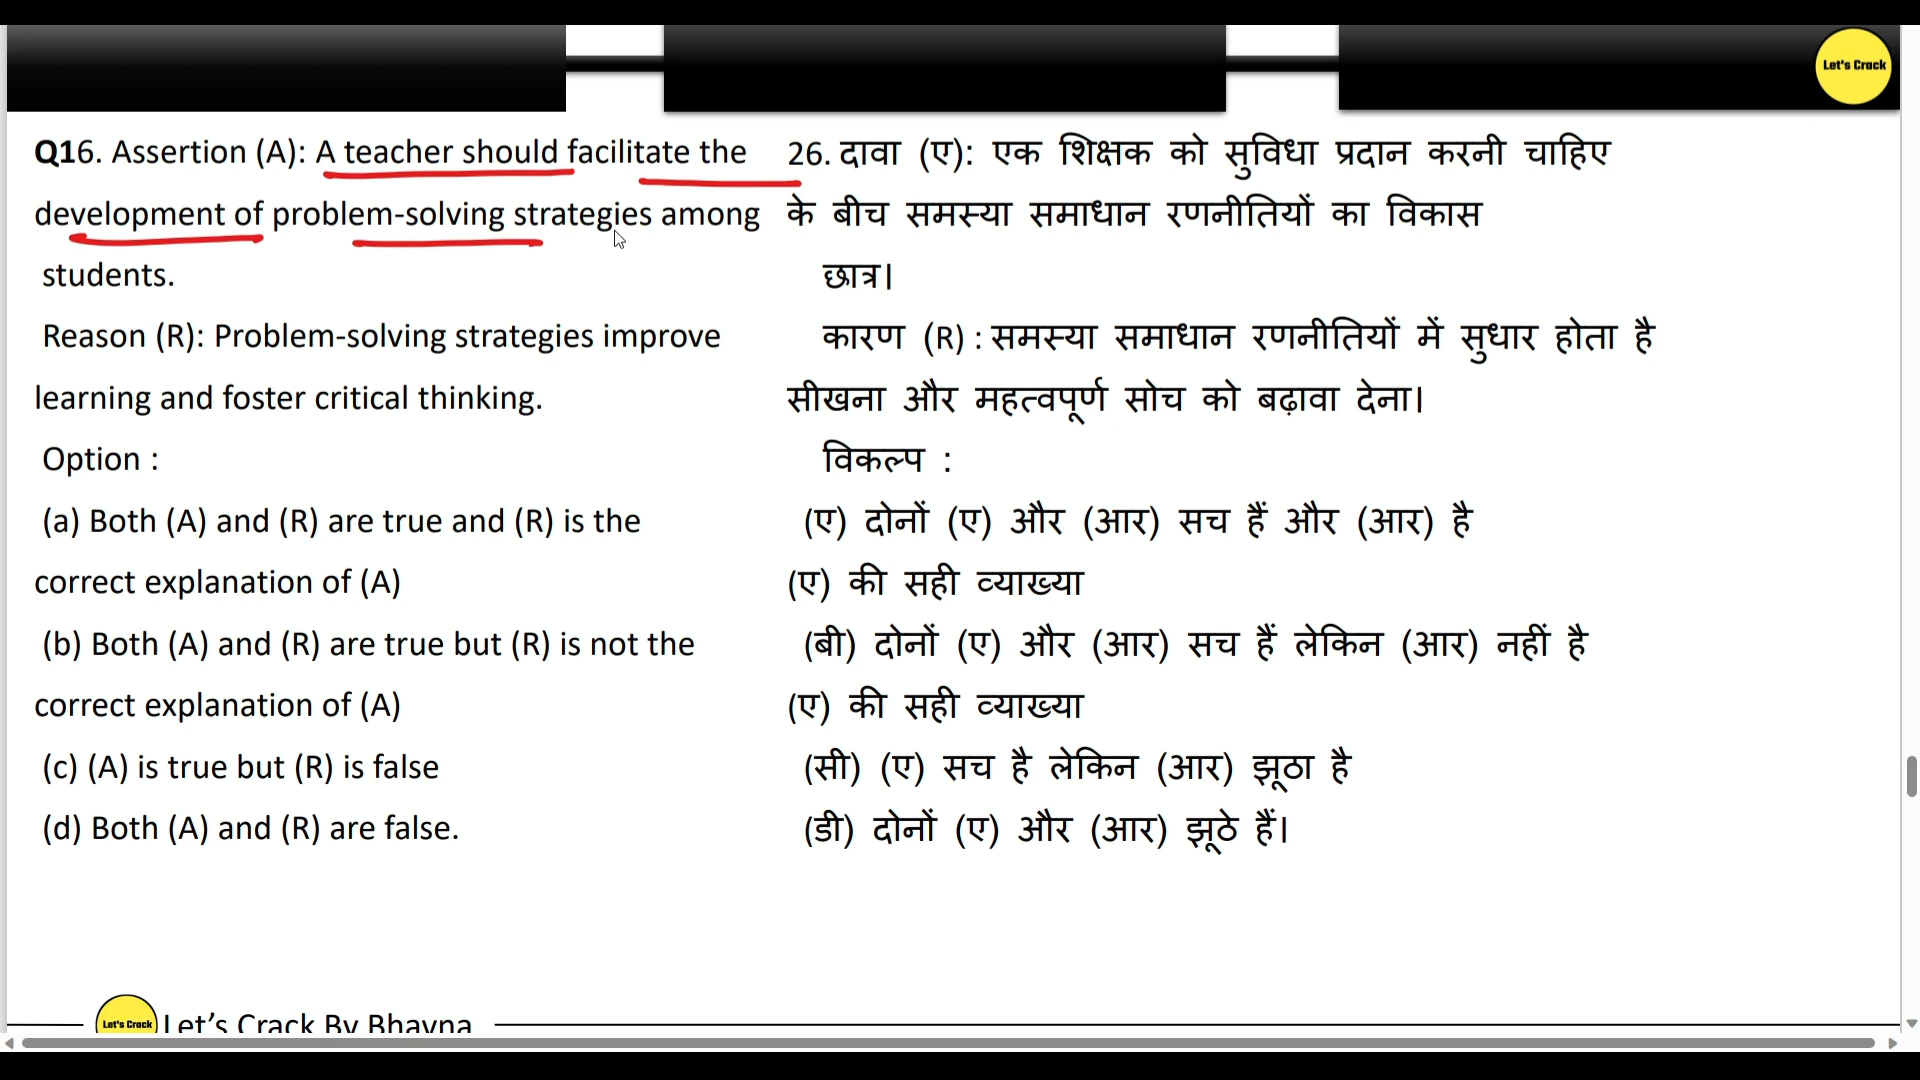 Let's Crack
Q16. Assertion (A): A teacher should facilitate the
development of problem-solving strategies among
students.
Reason (R): Problem-solving strategies improve
learning and foster critical thinking.
Option :
(a) Both (A) and (R) are true and (R) is the
correct explanation of (A)
(b) Both (A) and (R) are true but (R) is not the
correct explanation of (A)
(c) (A) is true but (R) is false
(d) Both (A) and (R) are false.
26. दावा (ए): एक शिक्षक को सुविधा प्रदान करनी चाहिए
के बीच समस्या समाधान रणनीतियों का विकास
छात्र।
कारण (R) : समस्या समाधान रणनीतियों में सुधार होता है
सीखना और महत्वपूर्ण सोच को बढ़ावा देना।
विकल्प :
(ए) दोनों (ए) और (आर) सच हैं और (आर) है
(ए) की सही व्याख्या
(बी) दोनों (ए) और (आर) सच हैं लेकिन (आर) नहीं है
(ए) की सही व्याख्या
(सी) (ए) सच है लेकिन (आर) झूठा है
(डी) दोनों (ए) और (आर) झूठे हैं।
Let's Crack
Let’s Crack By Bhavna